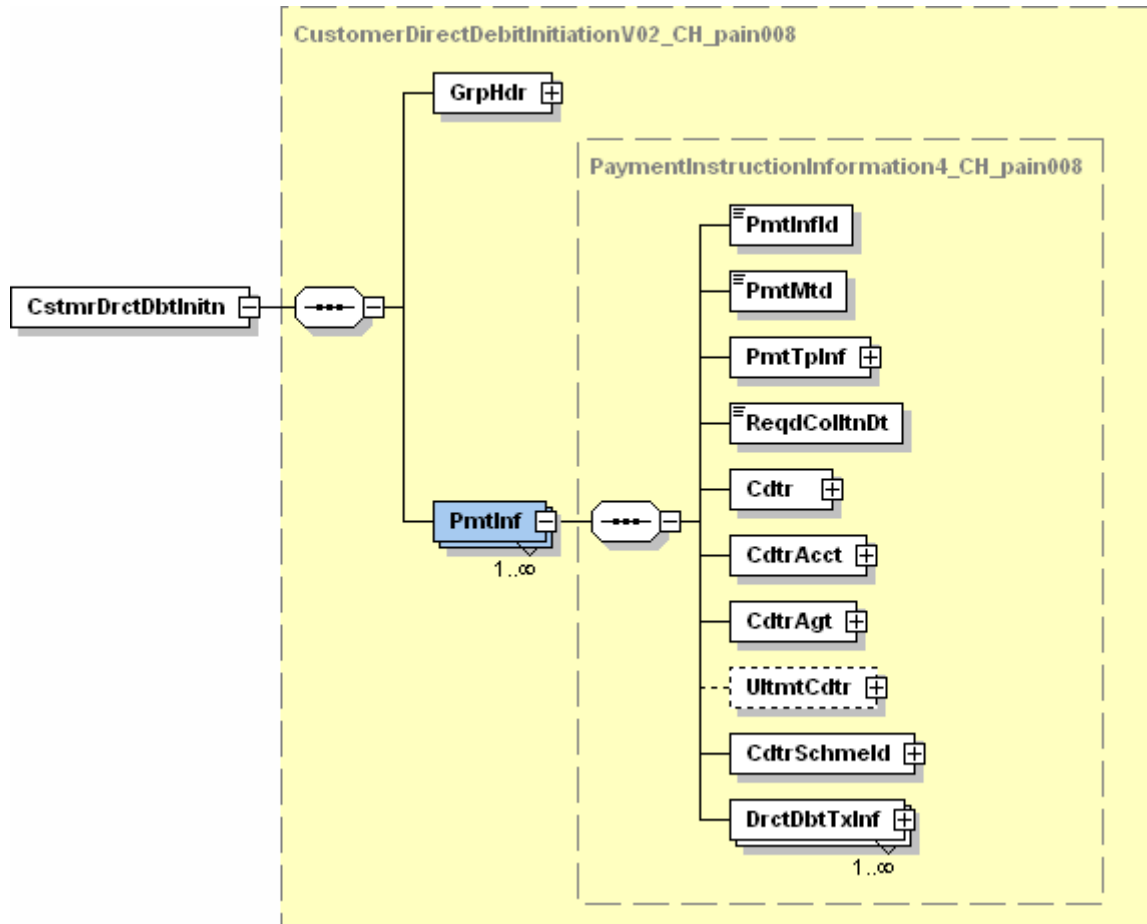 CustomerDirectDebitInitiationV02_CH_pain008
GrpHdr
PaymentInstructionInformation4_CH_pain008
PmtInfId
PmtMtd
CstmrDrctDbtInitn
PmtTpInf
ReqdColltnDt
Cdtr
PmtInf
1..∞
CdtrAcct
CdtrAgt
UltmtCdtr
CdtrSchmeId
DrctDbtTxInf
1..∞